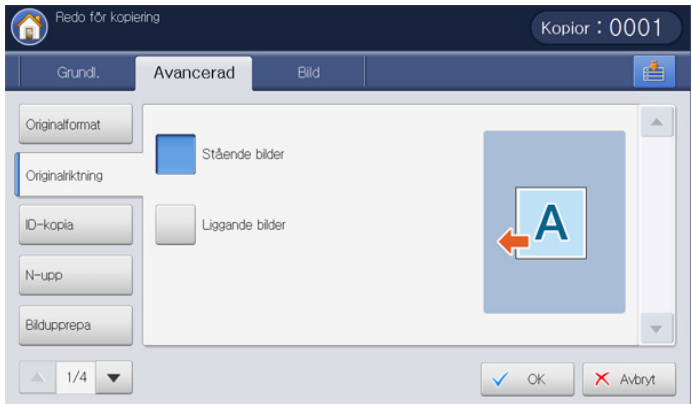 Redo för kopiering
Kopior : 0001
Grundl.
Avancerad
Bild
Originalformat
Originalriktning
ID-kopia
N-upp
Bildupprepa
Stående bilder
Liggande bilder
A
1/4
OK
Avbryt